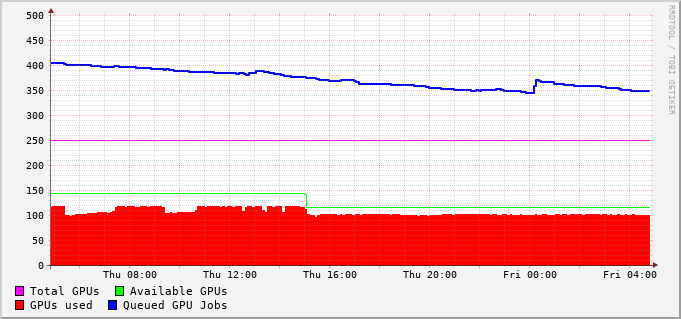 500
450
400
350
300
250
200
150
100
50
0
Thu 08:00 Thu 12:00 Thu 16:00 Thu 20:00 Fri 00:00 Fri 04:00
Total GPUs Available GPUs
GPUs used Queued GPU Jobs
RRDTOOL / TOBI OETIKER